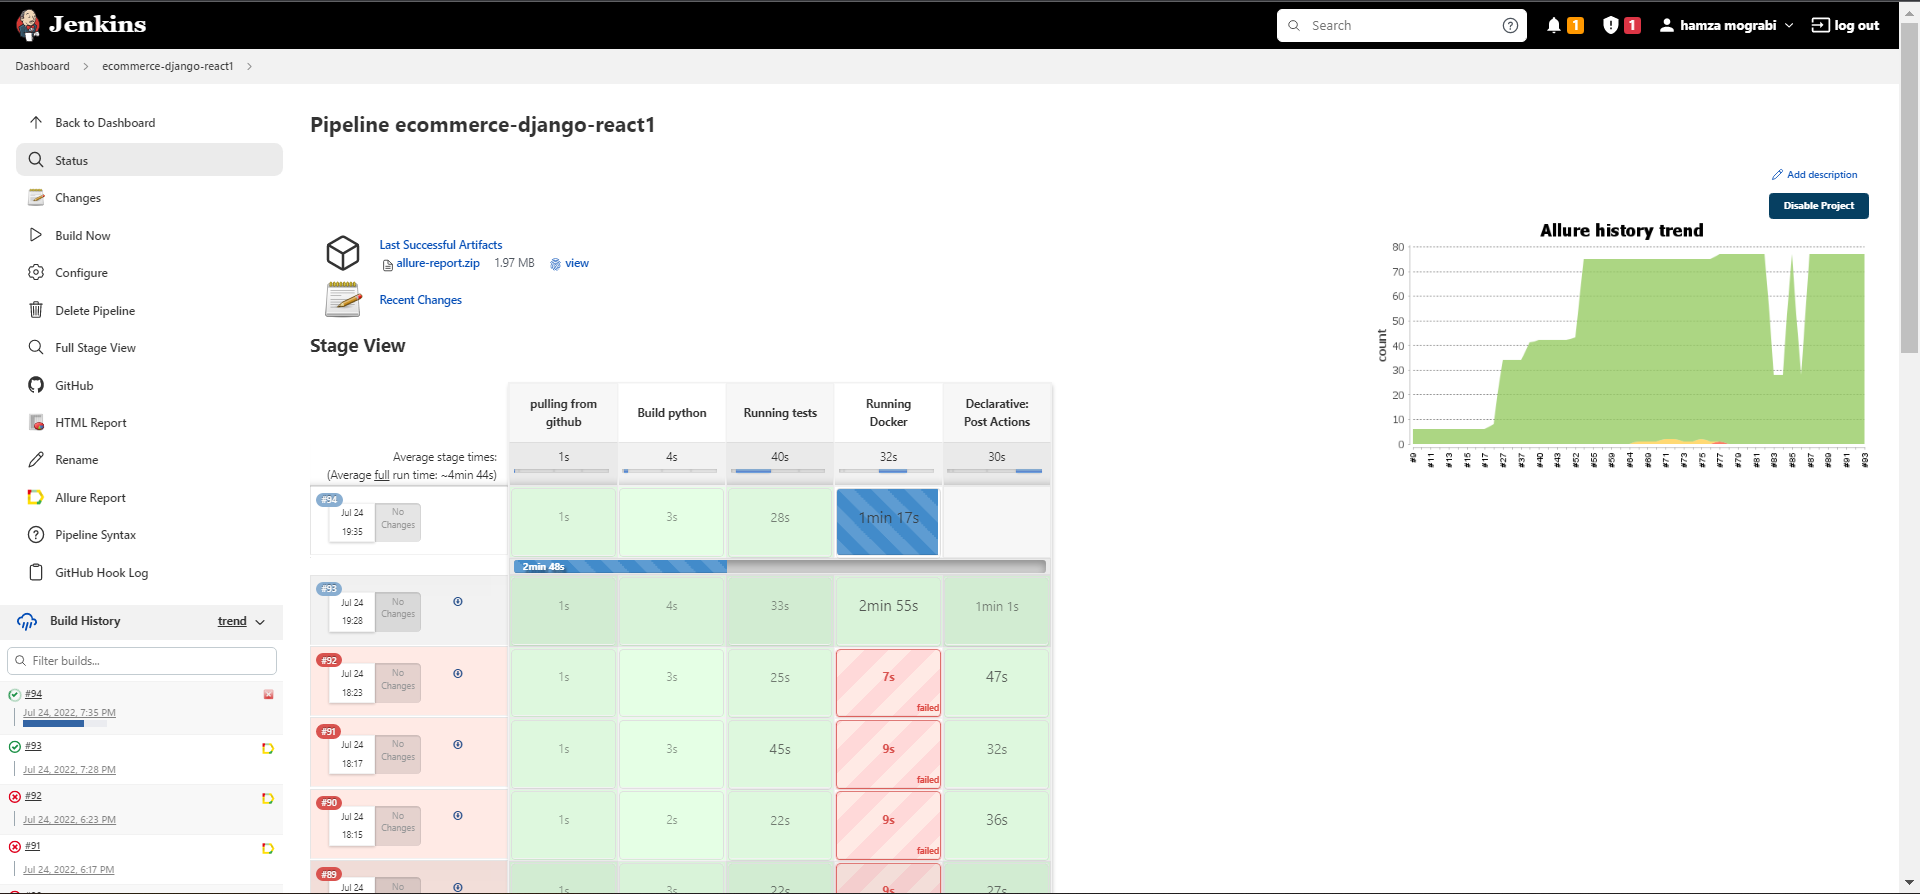 Jenkins
Search
1
1
hamza mograbi
log out
Dashboard
ecommerce-django-react1
Back to Dashboard
Status
Changes
Build Now
Configure
Delete Pipeline
Full Stage View
GitHub
HTML Report
Rename
Allure Report
Pipeline Syntax
GitHub Hook Log
Build History
trend
Filter builds...
#94
Jul 24, 2022, 7:35 PM
#93
Jul 24, 2022, 7:28 PM
#92
Jul 24, 2022, 6:23 PM
#91
Jul 24, 2022, 6:17 PM
Pipeline ecommerce-django-react1
Add description
Disable Project
Last Successful Artifacts
allure-report.zip 1.97 MB view
Recent Changes
Stage View
pulling from
github
Build python
Running tests
Running
Docker
Declarative:
Post Actions
Average stage times:
(Average full run time: ~4min 44s)
1s
4s
40s
32s
30s
#94
Jul 24
19:35
No
Changes
1s
3s
28s
1min 17s
2min 48s
#93
Jul 24
19:28
No
Changes
1s
4s
33s
2min 55s
1min 1s
#92
Jul 24
18:23
No
Changes
1s
3s
25s
7s
failed
47s
#91
Jul 24
18:17
No
Changes
1s
3s
45s
9s
failed
32s
#90
Jul 24
18:15
No
Changes
1s
2s
22s
9s
failed
36s
#89
Jul 24
No
1s
3s
22s
9s
27s
Allure history trend
count
80
70
60
50
40
30
20
10
0
#9
#11
#13
#15
#17
#27
#37
#40
#43
#52
#55
#59
#64
#69
#71
#73
#75
#77
#79
#81
#83
#85
#87
#89
#91
#93